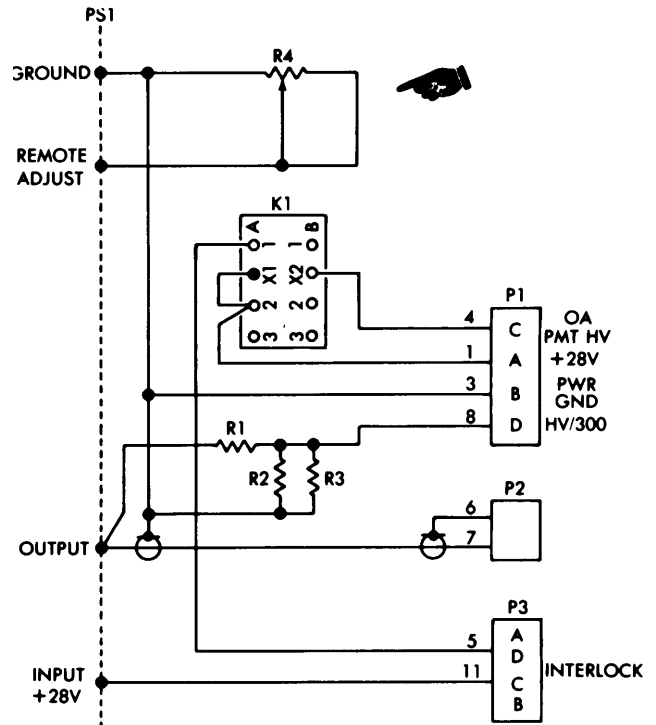 PS1
GROUND
R4
REMOTE
ADJUST
K1
A B
1 1
X1 X2
2 2
3 3
P1
4 C OA
PMT HV
1 A +28V
3 B PWR
GND
8 D HV/300
R1
R2 R3
P2
6
7
OUTPUT
P3
A
5 D INTERLOCK
11 C
B
INPUT
+28V